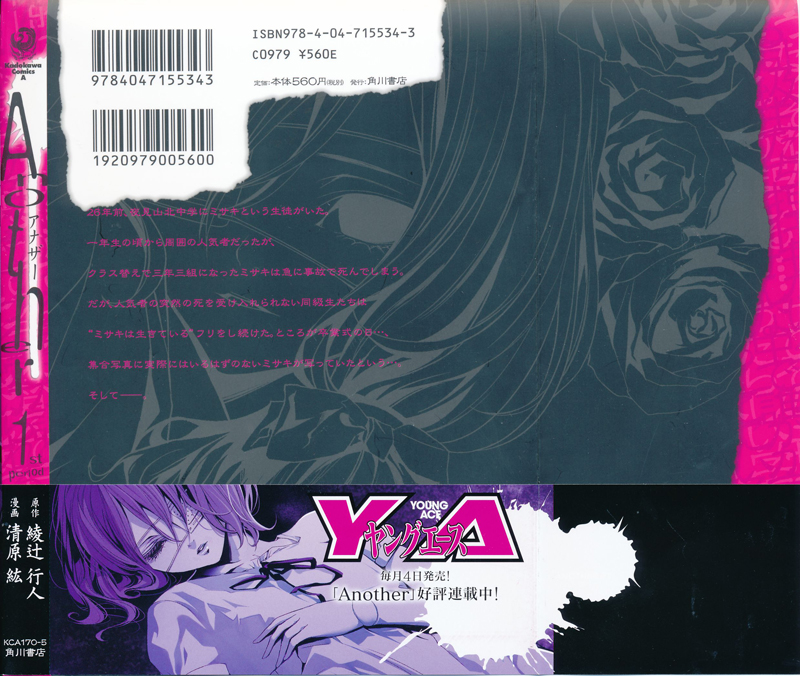 Kadokawa
Comics
A
Another
アナザー
1st
period
ISBN978-4-04-715534-3
C0979 ¥560E
9784047155343
定価:本体560円(税別) 発行:角川書店
1920979005600
26年前、夜見山北中学にミサキという生徒がいた。
一年生の頃から周囲の人気者だったが、
クラス替えで三年三組になったミサキは急に事故で死んでしまう。
だが、人気者の突然の死を受け入れられない同級生たちは
“ミサキは生きている”フリをし続けた。ところが卒業式の日…、
集合写真に実際にはいるはずのないミサキが写っていたという…。
そして――。
原作 綾辻行人
漫画 清原紘
KCA170-5
角川書店
YOUNG
ACE
YA
ヤングエース
毎月4日発売!
「Another」好評連載中!